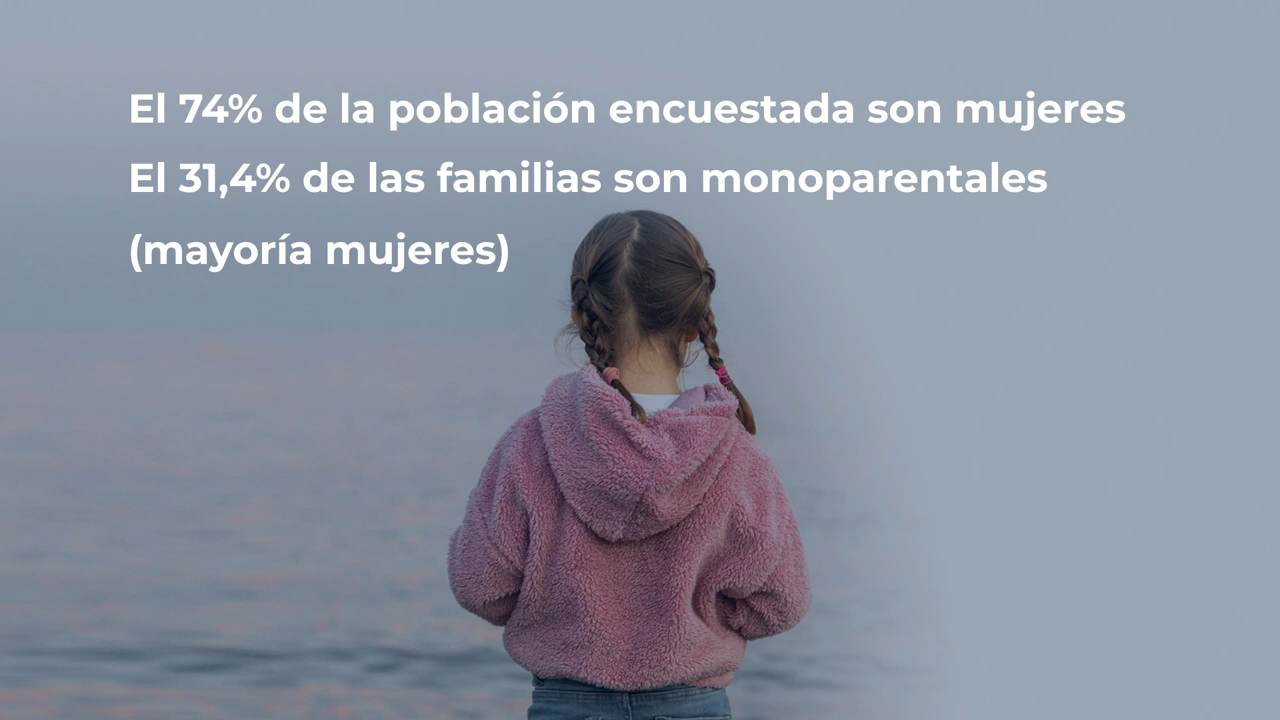 El 74% de la población encuestada son mujeres
El 31,4% de las familias son monoparentales
(mayoría mujeres)